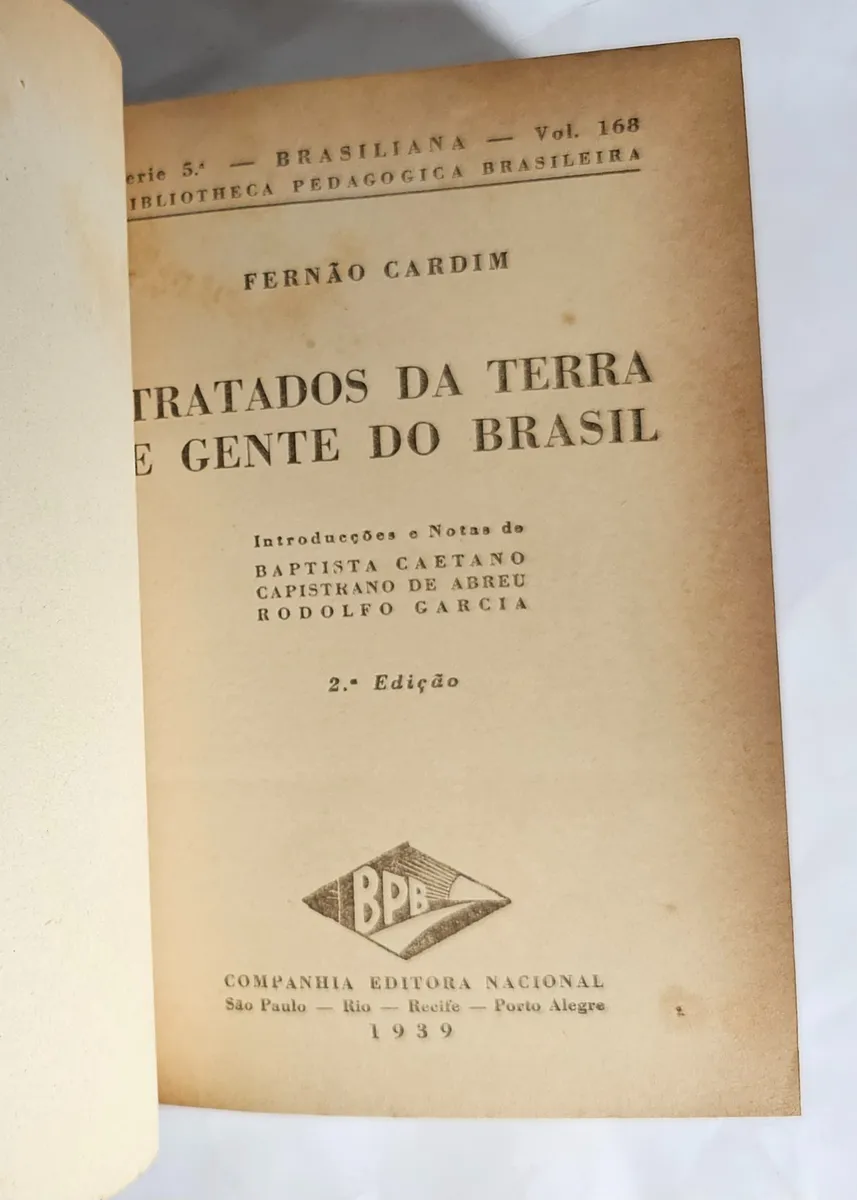 erie 5.ª — BRASILIANA — Vol. 168
IBLIOTHECA PEDAGOGICA BRASILEIRA
FERNÃO CARDIM
TRATADOS DA TERRA
E GENTE DO BRASIL
Introducções e Notas de
BAPTISTA CAETANO
CAPISTRANO DE ABREU
RODOLFO GARCIA
2.ª Edição
BPB
COMPANHIA EDITORA NACIONAL
São Paulo — Rio — Recife — Porto Alegre
1939